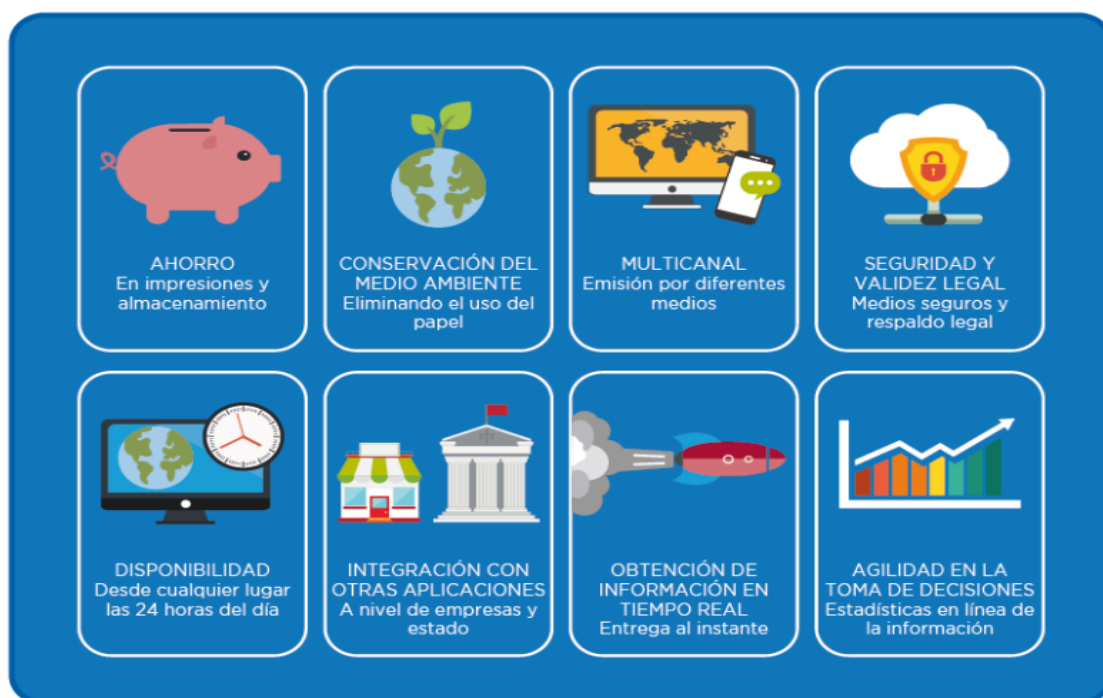 AHORRO
En impresiones y
almacenamiento
CONSERVACIÓN DEL
MEDIO AMBIENTE
Eliminando el uso del
papel
MULTICANAL
Emisión por diferentes
medios
SEGURIDAD Y
VALIDEZ LEGAL
Medios seguros y
respaldo legal
DISPONIBILIDAD
Desde cualquier lugar
las 24 horas del día
INTEGRACIÓN CON
OTRAS APLICACIONES
A nivel de empresas y
estado
OBTENCIÓN DE
INFORMACIÓN EN
TIEMPO REAL
Entrega al instante
AGILIDAD EN LA
TOMA DE DECISIONES
Estadísticas en línea de
la información